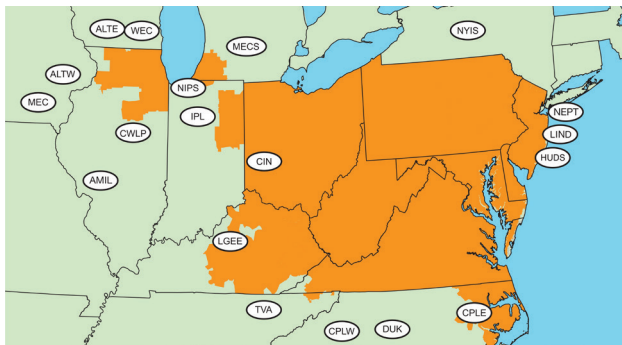 ALTE
WEC
MECS
NYIS
ALTW
NIPS
MEC
IPL
NEPT
CWLP
LIND
CIN
HUDS
AMIL
LGEE
TVA
CPLE
CPLW
DUK